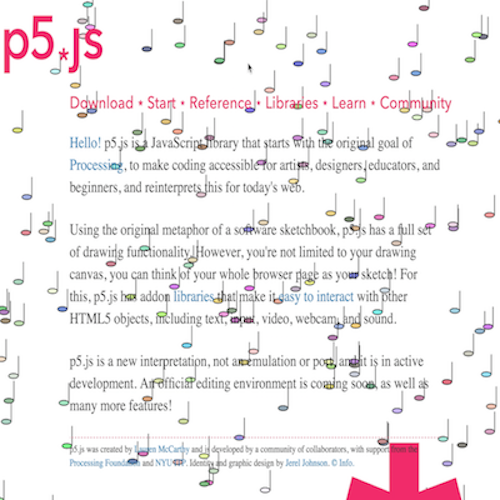 p5*js
Download * Start * Reference * Libraries * Learn * Community
Hello! p5.js is a JavaScript library that starts with the original goal of
Processing, to make coding accessible for artists, designers, educators, and
beginners, and reinterprets this for today's web.
Using the original metaphor of a software sketchbook, p5.js has a full set
of drawing functionality. However, you're not limited to your drawing
canvas, you can think of your whole browser page as your sketch! For
this, p5.js has addon libraries that make it easy to interact with other
HTML5 objects, including text, input, video, webcam, and sound.
p5.js is a new interpretation, not an emulation or port, and it is in active
development. An official editing environment is coming soon, as well as
many more features!
p5.js was created by Lauren McCarthy and is developed by a community of collaborators, with support from the
Processing Foundation and NYU ITP. Identity and graphic design by Jerel Johnson. © Info.